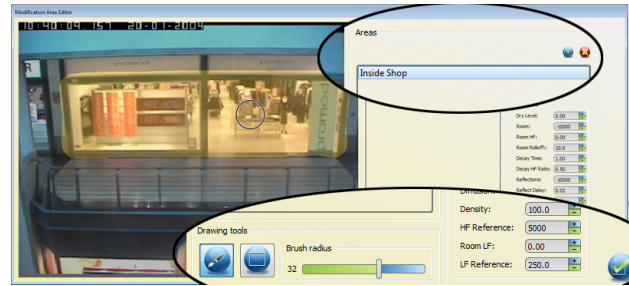 Modification Area Editor
10:40:09 157 20-01-2004
Areas
Inside Shop
Dry Level: 0.00
Room: -10000
Room HF: 0.00
Room Rolloff: 10.0
Decay Time: 1.00
Decay HF Ratio: 0.50
Reflections: -10000
Reflect Delay: 0.02
Density: 100.0
HF Reference: 5000
Room LF: 0.00
LF Reference: 250.0
Drawing tools
Brush radius
32